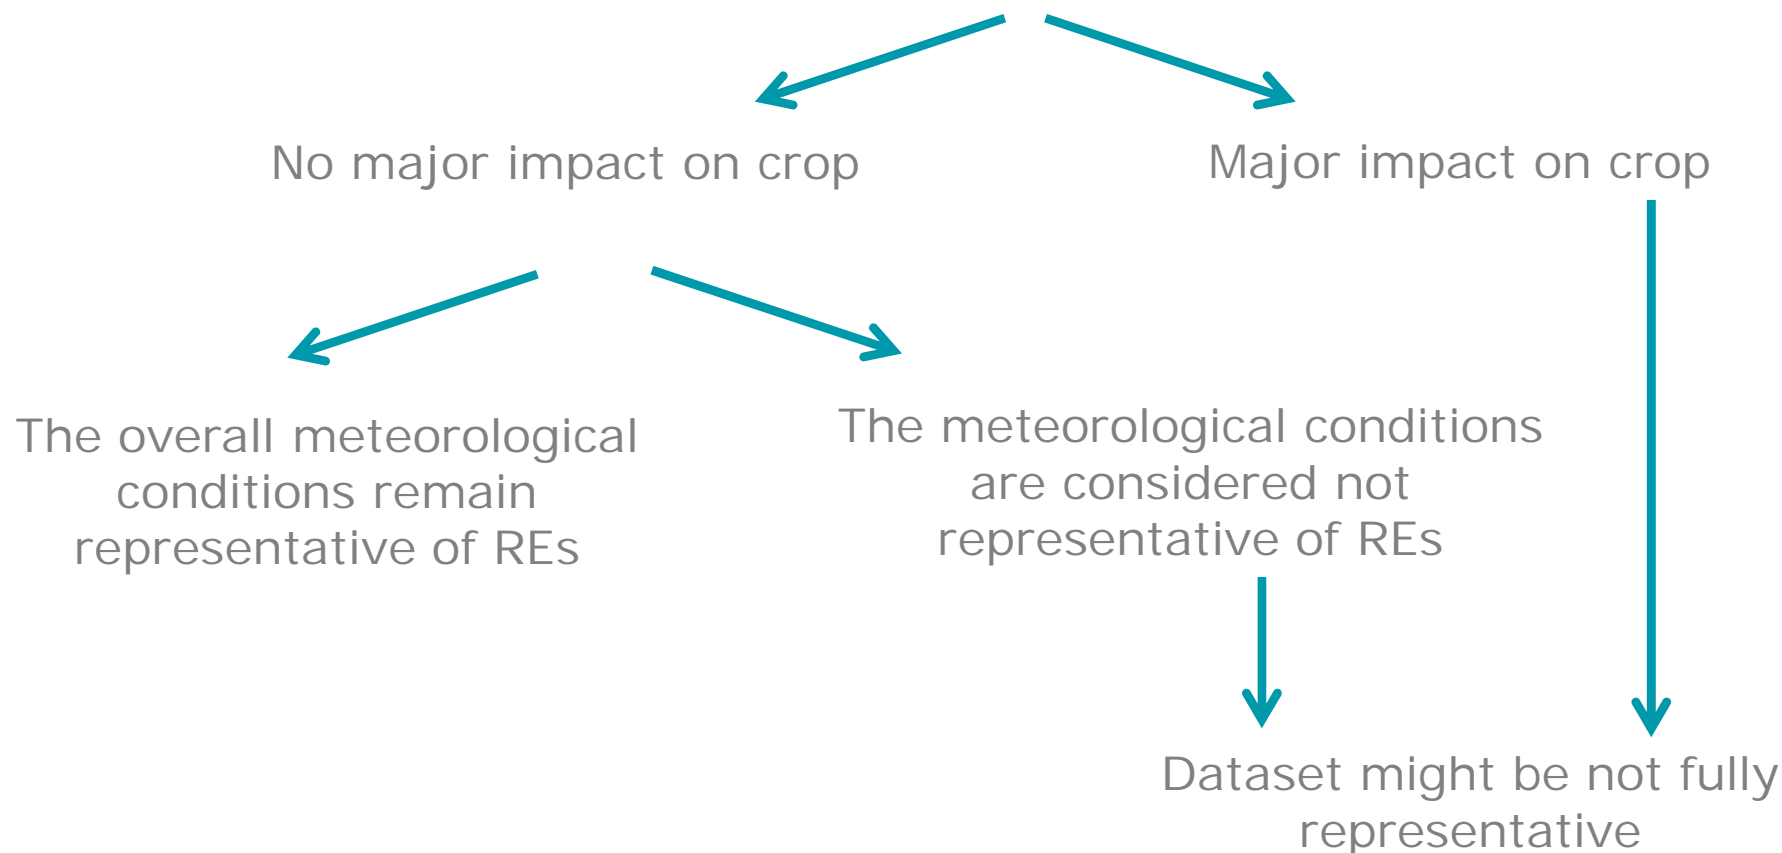 No major impact on crop
Major impact on crop
The overall meteorological
conditions remain
representative of REs
The meteorological conditions
are considered not
representative of REs
Dataset might be not fully
representative